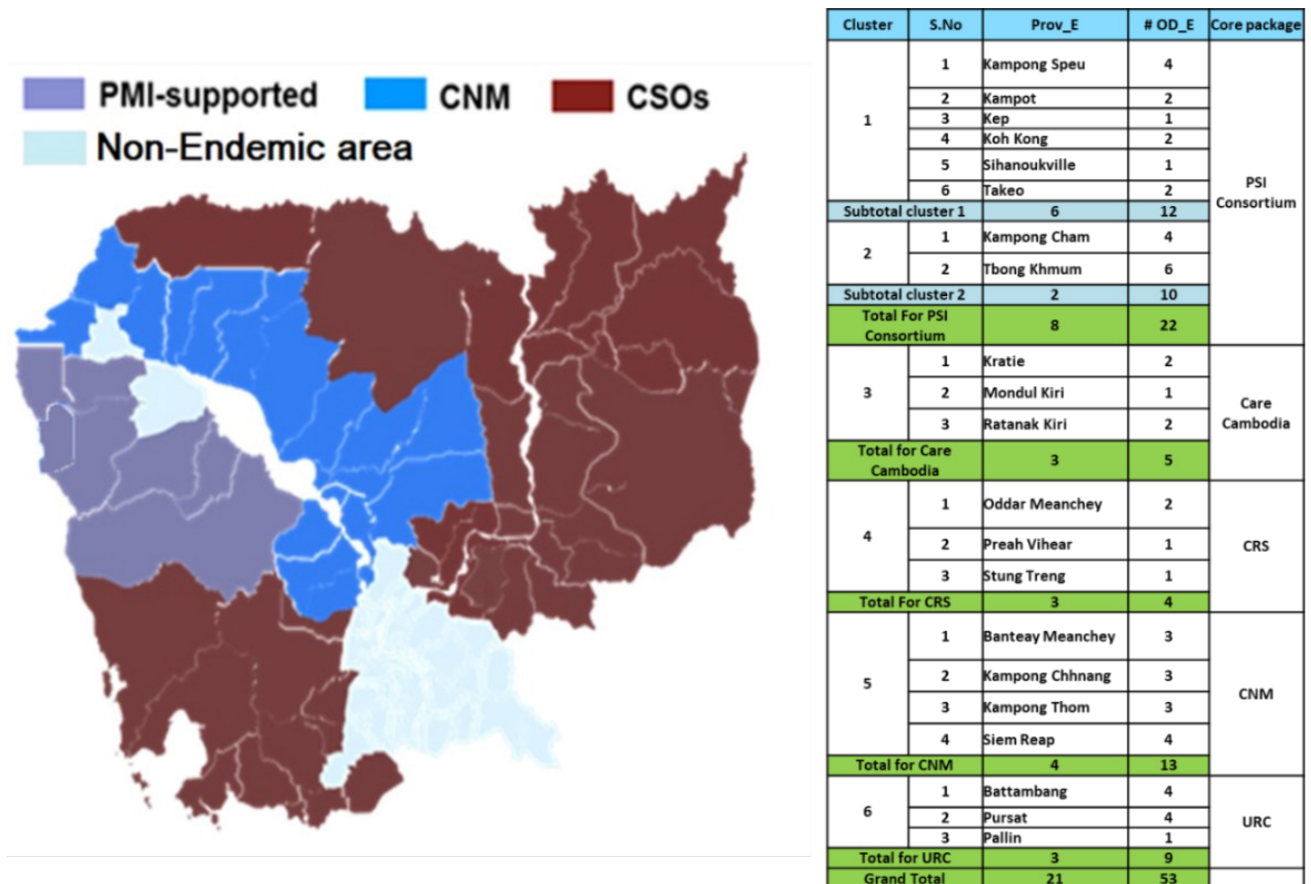 PMI-supported CNM CSOs
Non-Endemic area
Cluster S.No Prov_E # OD_E Core package
1 Kampong Speu 4
2 Kampot 2
1 3 Kep 1
4 Koh Kong 2
5 Sihanoukville 1
PSI
Consortium
6 Takeo 2
Subtotal cluster 1 6 12
2 1 Kampong Cham 4
2 Tbong Khmum 6
Subtotal cluster 2 2 10
Total For PSI
Consortium 8 22
1 Kratie 2
3 2 Mondul Kiri 1
Care
Cambodia
3 Ratanak Kiri 2
Total for Care
Cambodia 3 5
1 Oddar Meanchey 2
4 2 Preah Vihear 1 CRS
3 Stung Treng 1
Total For CRS 3 4
1 Banteay Meanchey 3
5 2 Kampong Chhnang 3 CNM
3 Kampong Thom 3
4 Siem Reap 4
Total for CNM 4 13
6 1 Battambang 4 URC
2 Pursat 4
3 Pallin 1
Total for URC 3 9
Grand Total 21 53